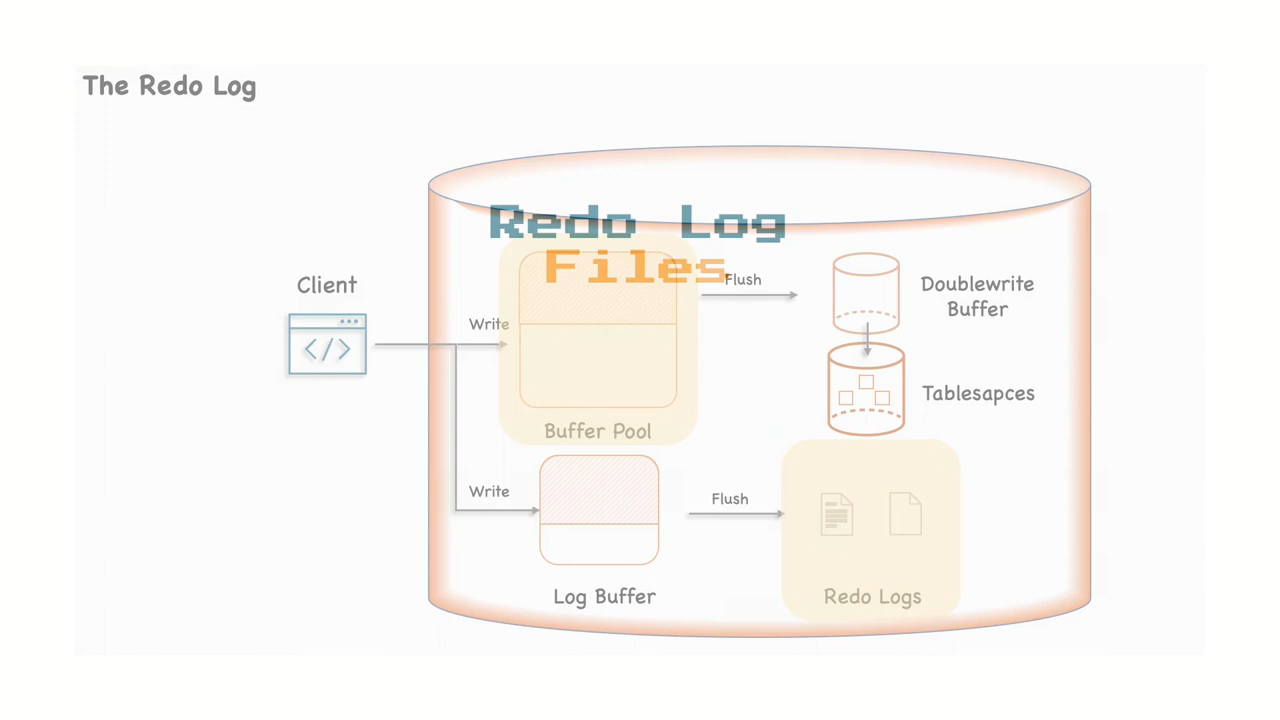 The Redo Log
Redo Log
Files
Flush
Client
Doublewrite
Buffer
Write
Tablesapces
Buffer Pool
Write
Flush
Log Buffer
Redo Logs